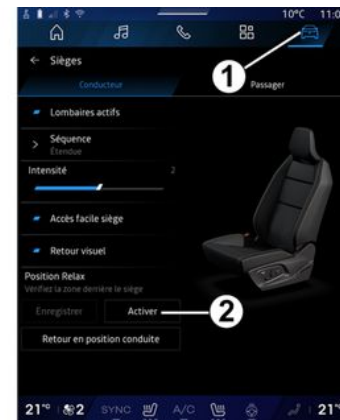 10°C 11:0
← Sièges
1
Conducteur
Passager
Lombaires actifs
> Séquence
Étendue
Intensité
2
Accès facile siège
Retour visuel
Position Relax
Vérifiez la zone derrière le siège
Enregistrer
Activer
2
Retour en position conduite
21°° 2 SYNC A/C 21°